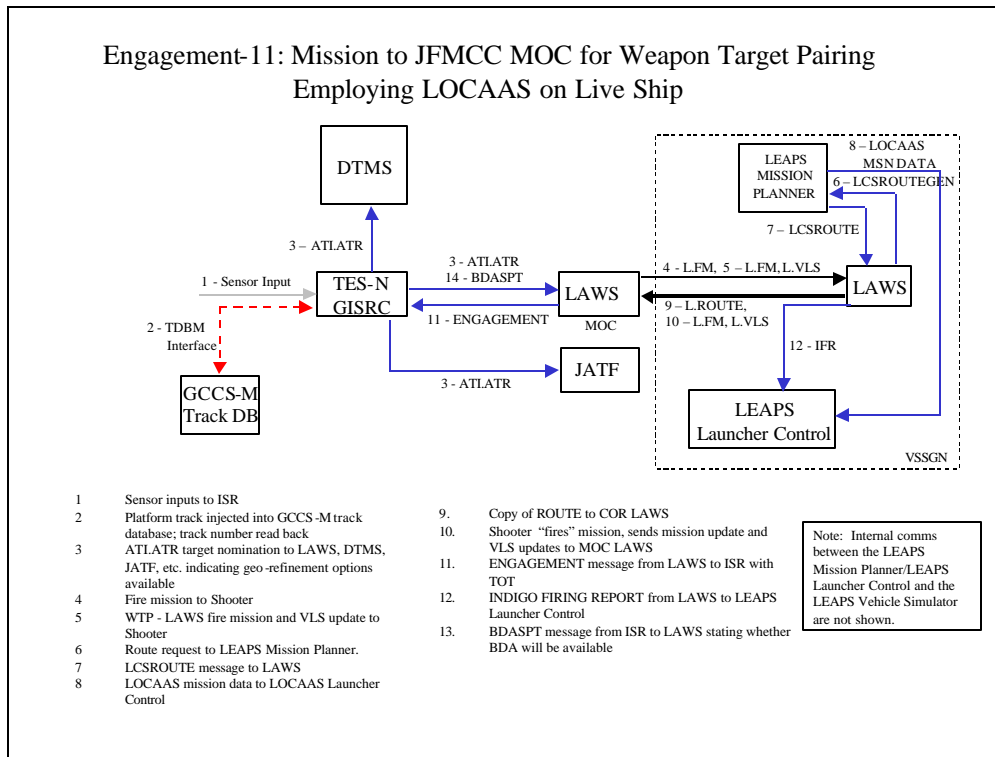 Engagement-11: Mission to JFMCC MOC for Weapon Target Pairing
Employing LOCAAS on Live Ship
DTMS
3 – ATI.ATR
1 - Sensor Input
TES-N
GISRC
2 - TDBM
Interface
GCCS-M
Track DB
3 - ATI.ATR
14 - BDASPT
11 - ENGAGEMENT
LAWS
MOC
3 - ATI.ATR
JATF
4 - L.FM, 5 – L.FM, L.VLS
9 – L.ROUTE,
10 – L.FM, L.VLS
LEAPS
MISSION
PLANNER
8 – LOCAAS
MSN DATA
6 – LCSROUTEGEN
7 – LCSROUTE
LAWS
12 - IFR
LEAPS
Launcher Control
VSSGN
1 Sensor inputs to ISR
2 Platform track injected into GCCS-M track
database; track number read back
3 ATI.ATR target nomination to LAWS, DTMS,
JATF, etc. indicating geo-refinement options
available
4 Fire mission to Shooter
5 WTP - LAWS fire mission and VLS update to
Shooter
6 Route request to LEAPS Mission Planner.
7 LCSROUTE message to LAWS
8 LOCAAS mission data to LOCAAS Launcher
Control
9. Copy of ROUTE to COR LAWS
10. Shooter “fires” mission, sends mission update and
VLS updates to MOC LAWS
11. ENGAGEMENT message from LAWS to ISR with
TOT
12. INDIGO FIRING REPORT from LAWS to LEAPS
Launcher Control
13. BDASPT message from ISR to LAWS stating whether
BDA will be available
Note: Internal comms
between the LEAPS
Mission Planner/LEAPS
Launcher Control and the
LEAPS Vehicle Simulator
are not shown.